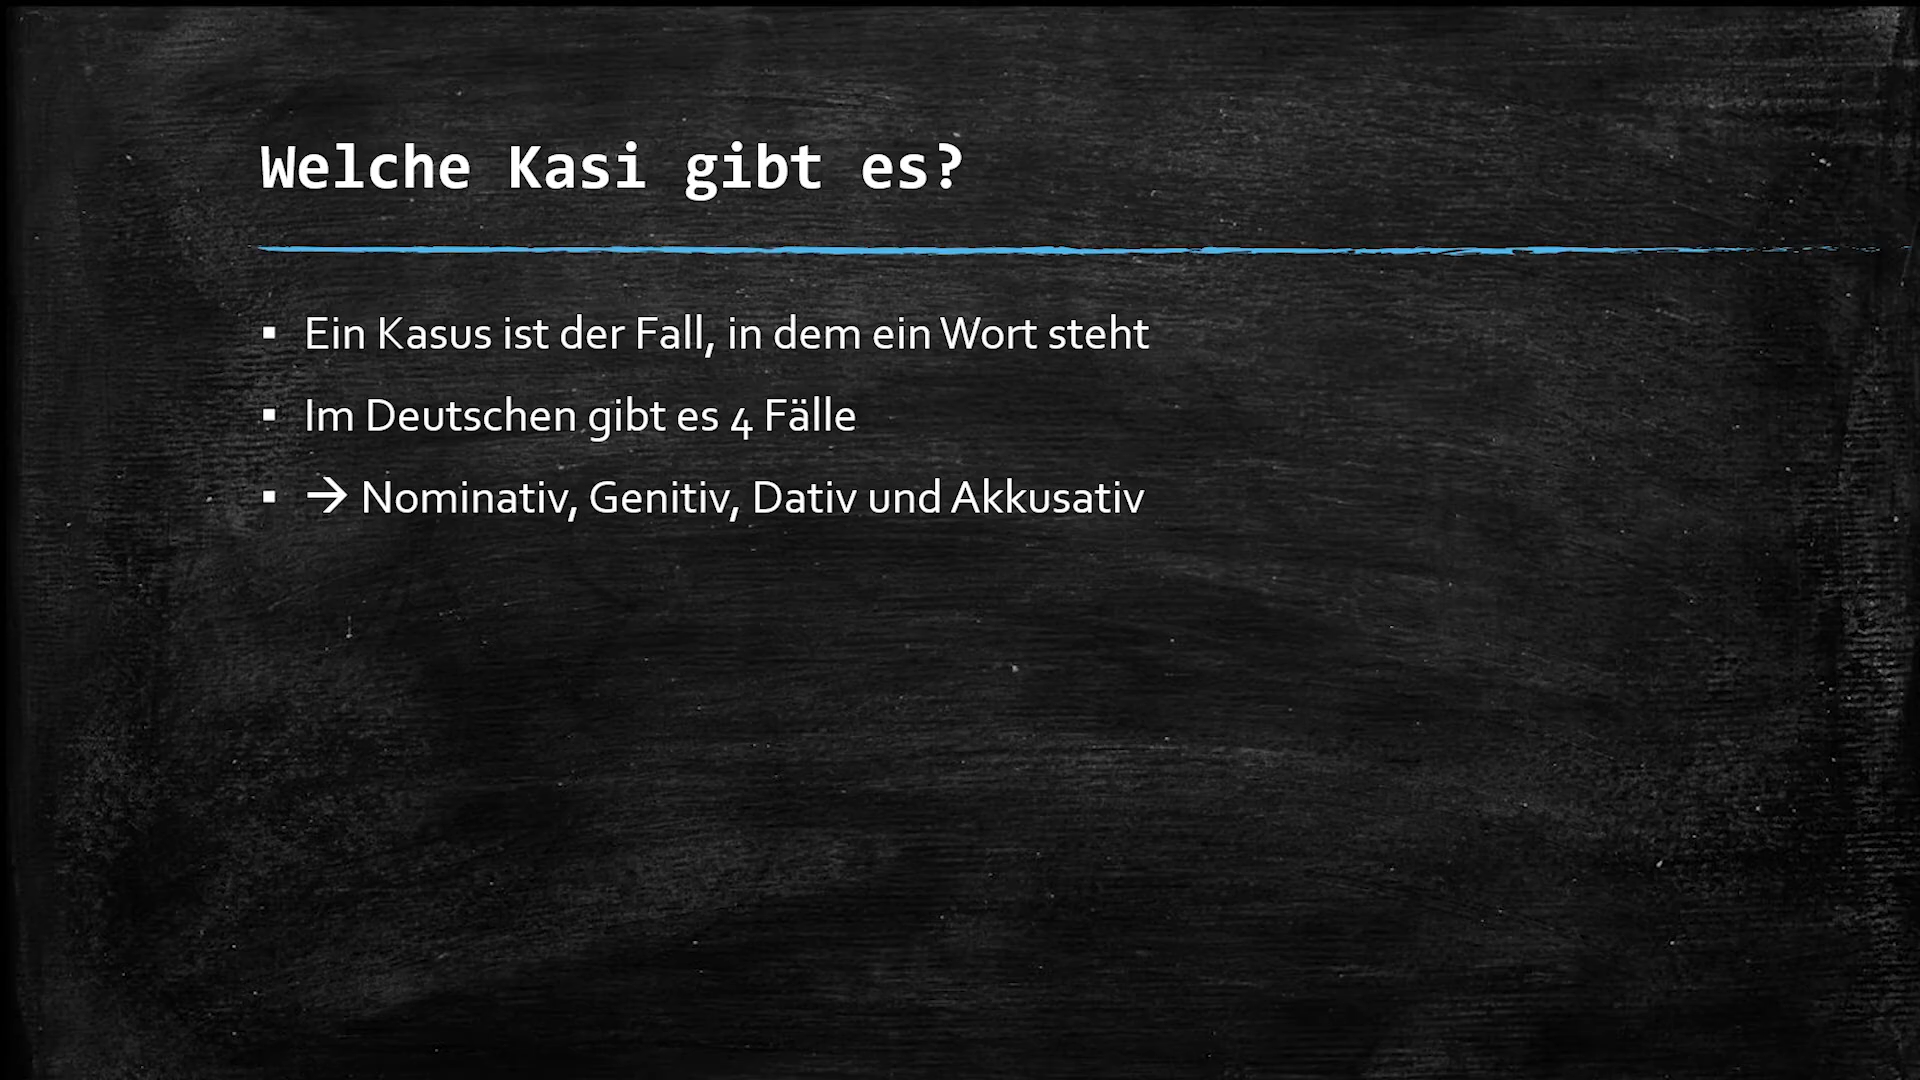 Welche Kasi gibt es?
▪ Ein Kasus ist der Fall, in dem ein Wort steht
▪ Im Deutschen gibt es 4 Fälle
▪ → Nominativ, Genitiv, Dativ und Akkusativ